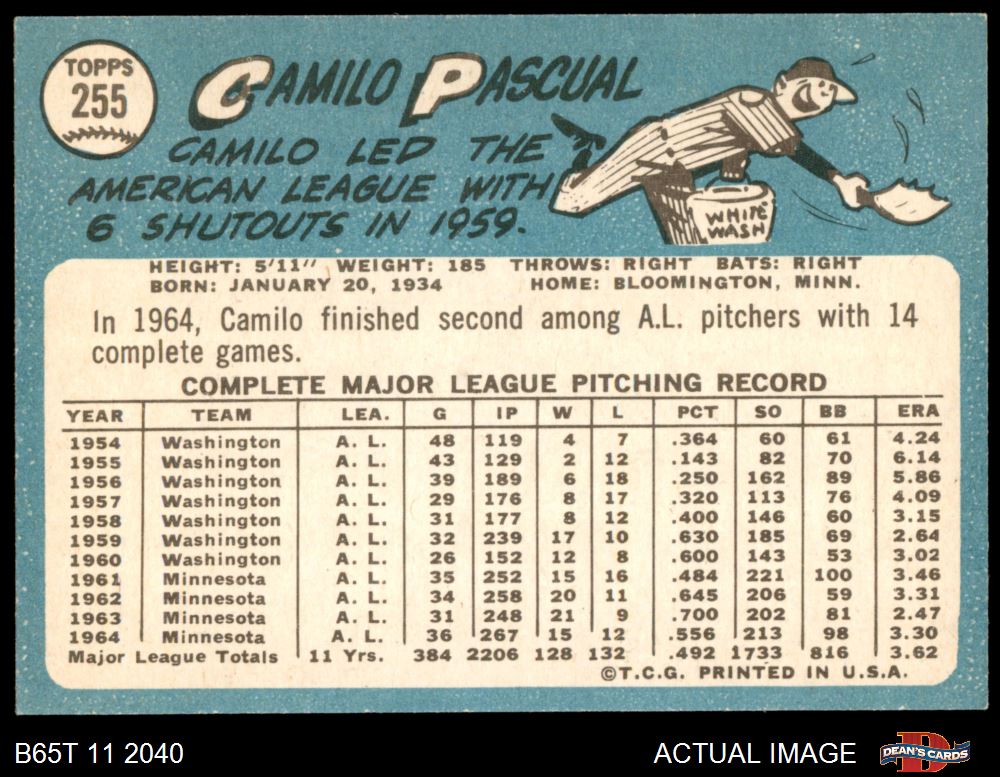 TOPPS
255
CAMILO PASCUAL
CAMILO LED THE
AMERICAN LEAGUE WITH
6 SHUTOUTS IN 1959.
WHITE
WASH
HEIGHT: 5'11" WEIGHT: 185 THROWS: RIGHT BATS: RIGHT
BORN: JANUARY 20, 1934 HOME: BLOOMINGTON, MINN.
In 1964, Camilo finished second among A.L. pitchers with 14
complete games.
COMPLETE MAJOR LEAGUE PITCHING RECORD
YEAR TEAM LEA. G IP W L PCT SO BB ERA
1954 Washington A. L. 48 119 4 7 .364 60 61 4.24
1955 Washington A. L. 43 129 2 12 .143 82 70 6.14
1956 Washington A. L. 39 189 6 18 .250 162 89 5.86
1957 Washington A. L. 29 176 8 17 .320 113 76 4.09
1958 Washington A. L. 31 177 8 12 .400 146 60 3.15
1959 Washington A. L. 32 239 17 10 .630 185 69 2.64
1960 Washington A. L. 26 152 12 8 .600 143 53 3.02
1961 Minnesota A. L. 35 252 15 16 .484 221 100 3.46
1962 Minnesota A. L. 34 258 20 11 .645 206 59 3.31
1963 Minnesota A. L. 31 248 21 9 .700 202 81 2.47
1964 Minnesota A. L. 36 267 15 12 .556 213 98 3.30
Major League Totals 11 Yrs. 384 2206 128 132 .492 1733 816 3.62
©T.C.G. PRINTED IN U.S.A.
B65T 11 2040
ACTUAL IMAGE
D
DEAN'S CARDS